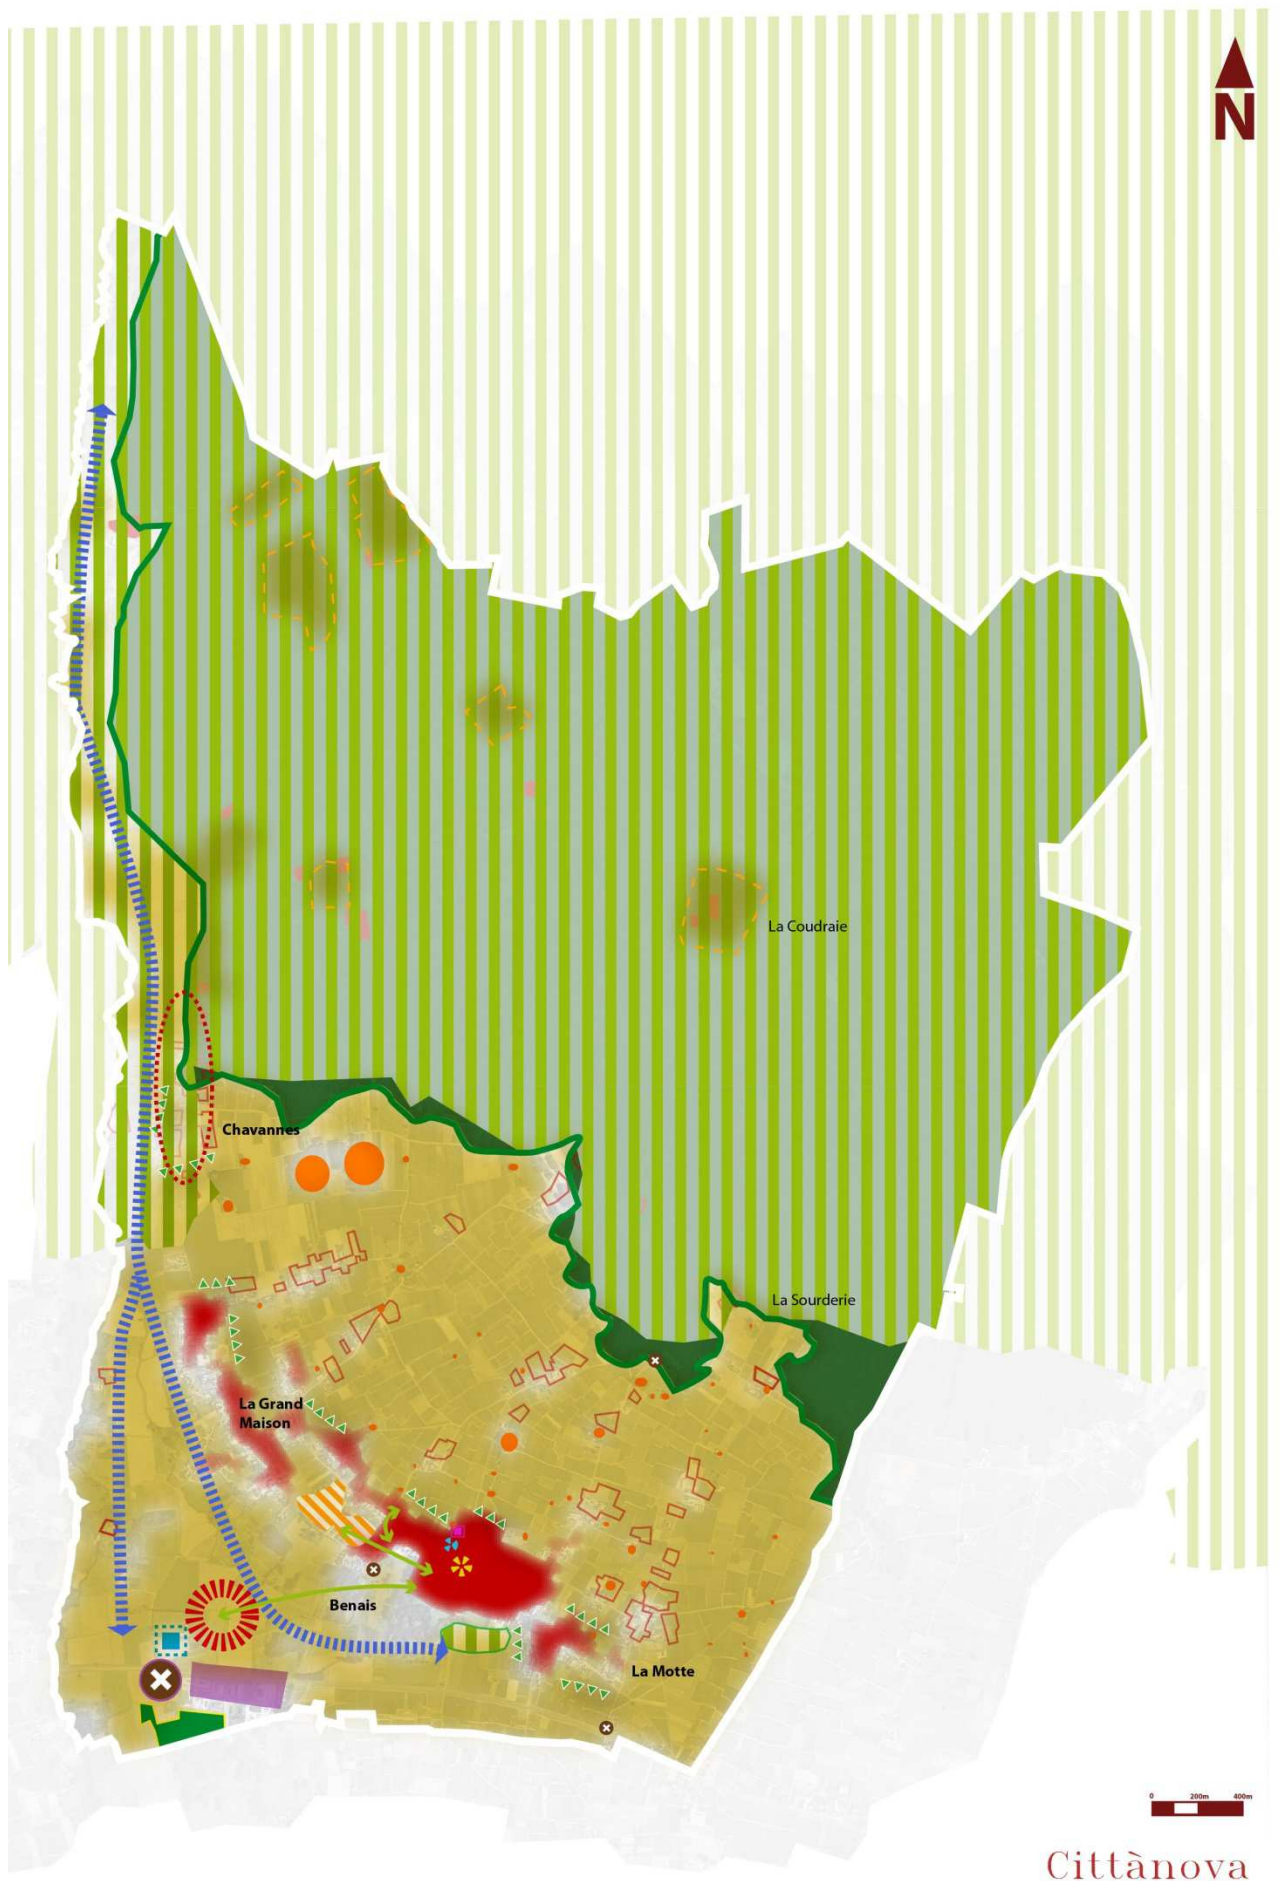 N
La Coudraie
Chavannes
La Sourderie
La Grand
Maison
Benais
La Motte
0 200m 400m
Cittànova